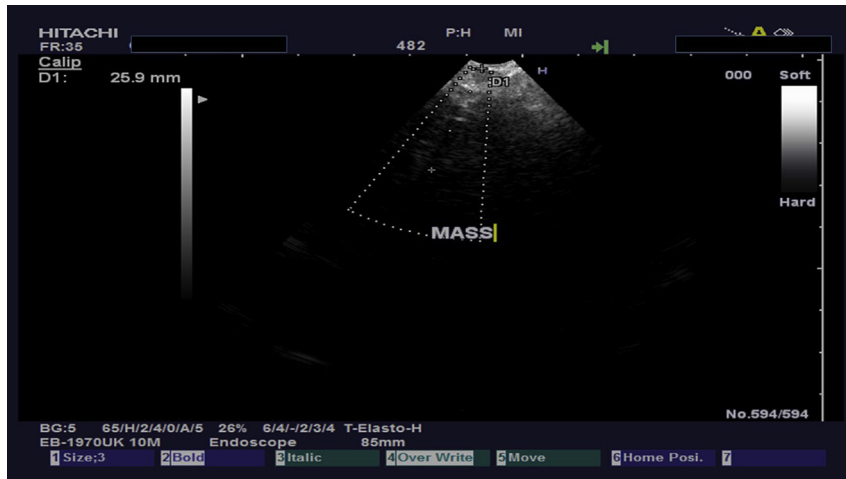 HITACHI P:H MI A
FR:35 482
Calip
D1: 25.9 mm
000 Soft
H
D1
Hard
MASS
No.594/594
BG:5 65/H/2/4/0/A/5 26% 6/4/-/2/3/4 T-Elasto-H
EB-1970UK 10M Endoscope 85mm
1 Size;3 2 Bold 3 Italic 4 Over Write 5 Move 6 Home Posi. 7